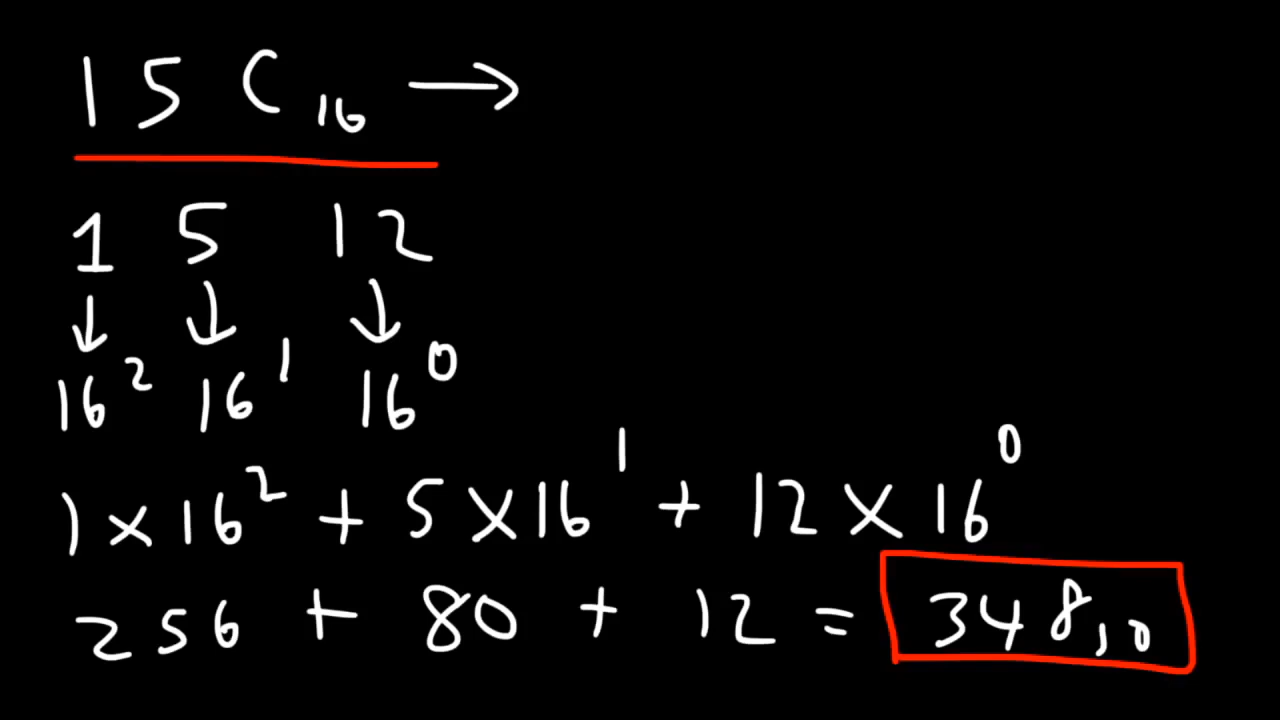 15C₁₆ →
1 5 12
↓ ↓ ↓
16² 16¹ 16⁰
1×16² + 5×16¹ + 12×16⁰
256 + 80 + 12 = 348₁₀